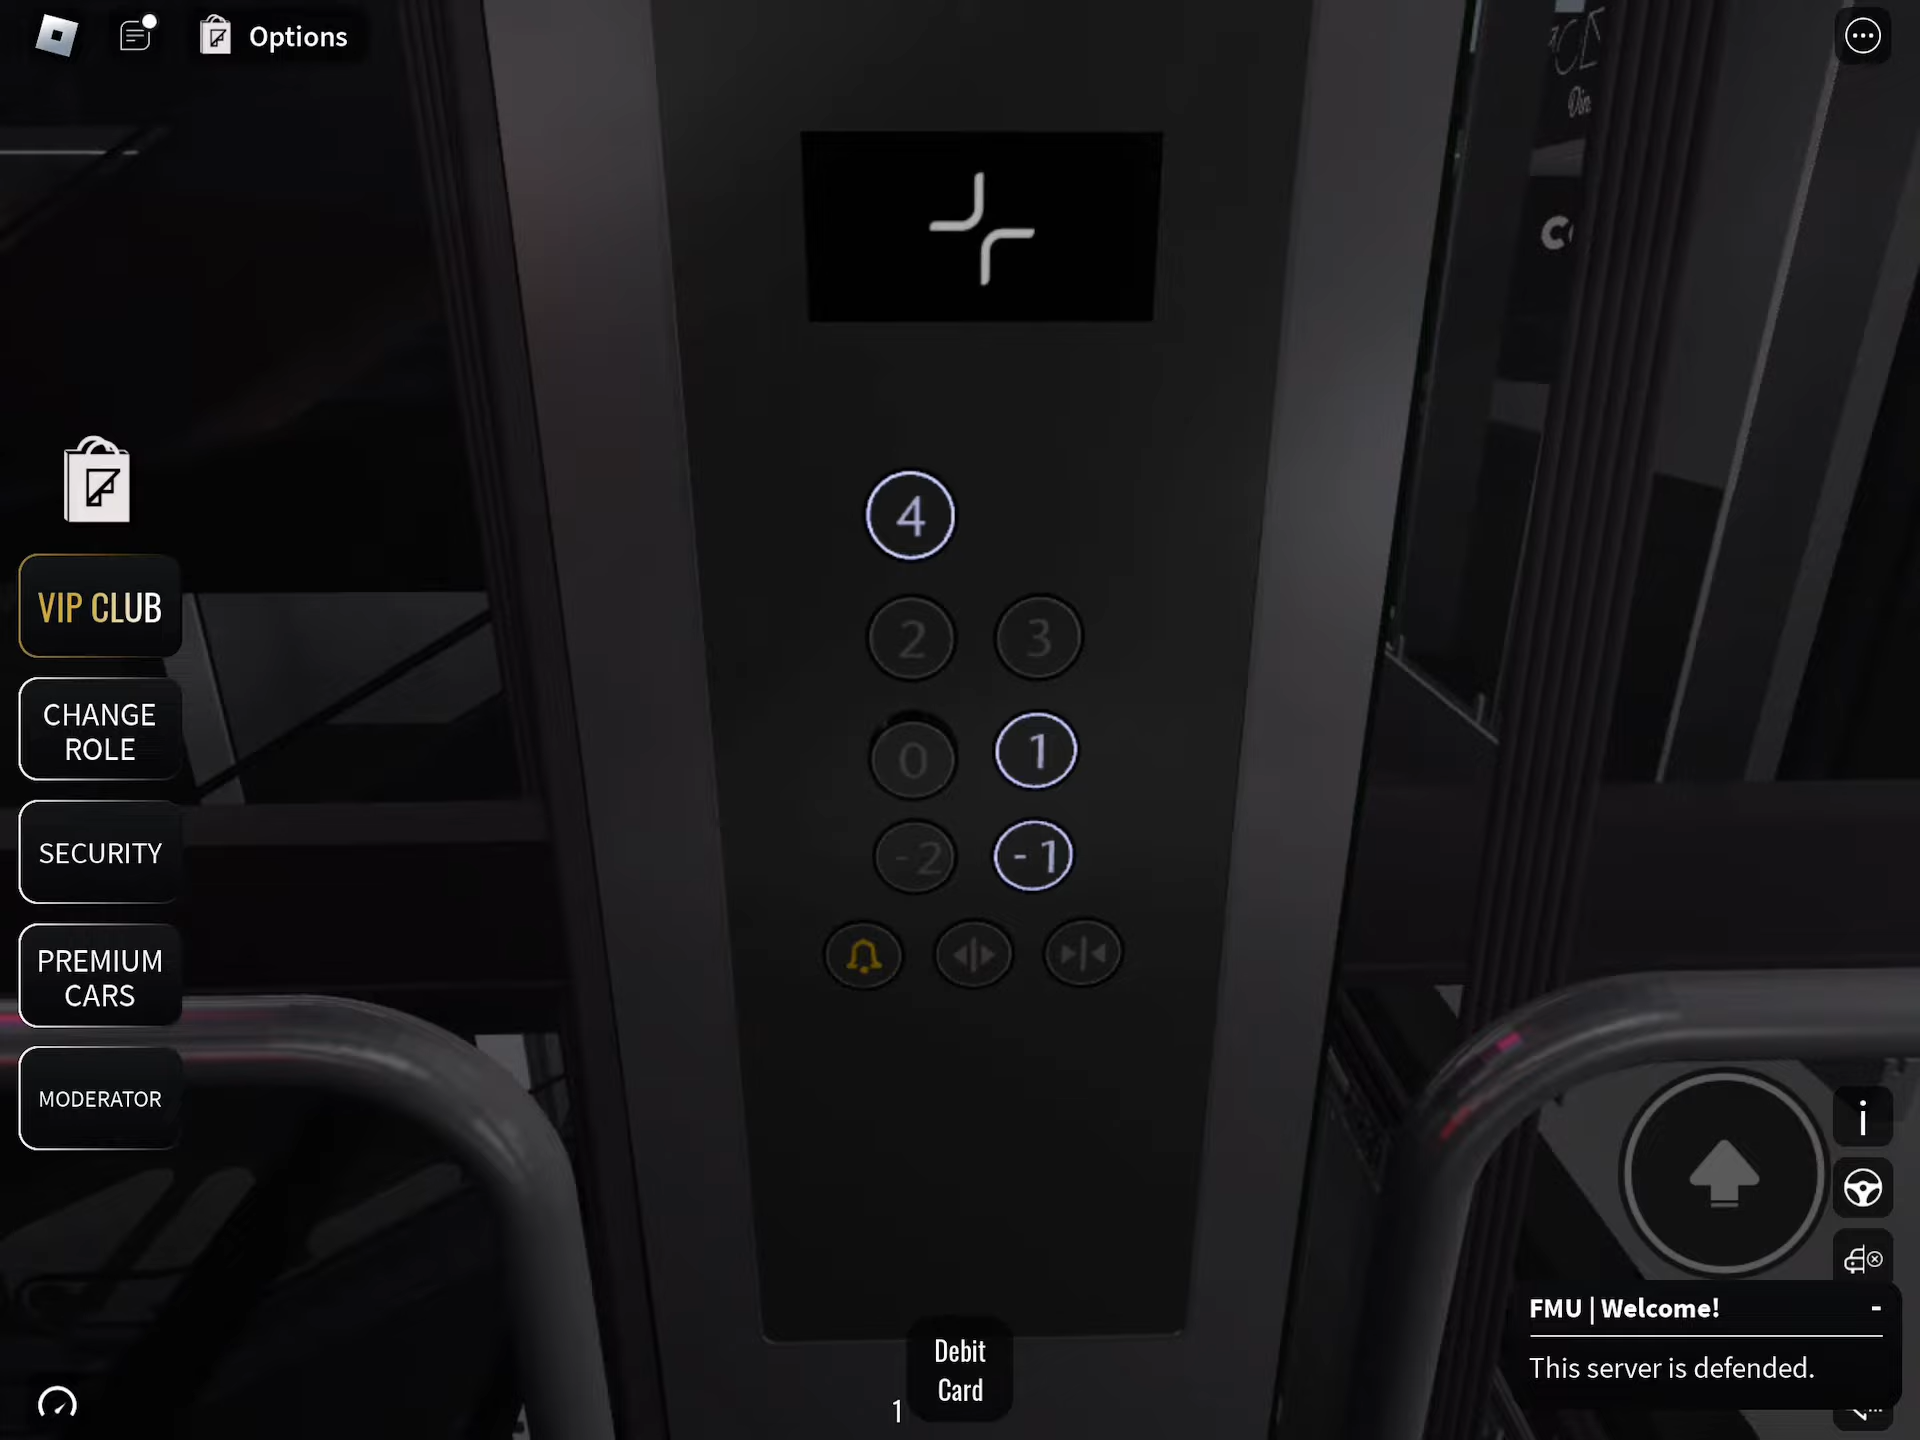 Options
VIP CLUB
CHANGE
ROLE
SECURITY
PREMIUM
CARS
MODERATOR
4
2 3
0 1
-2 -1
Debit
Card
1
FMU | Welcome! -
This server is defended.